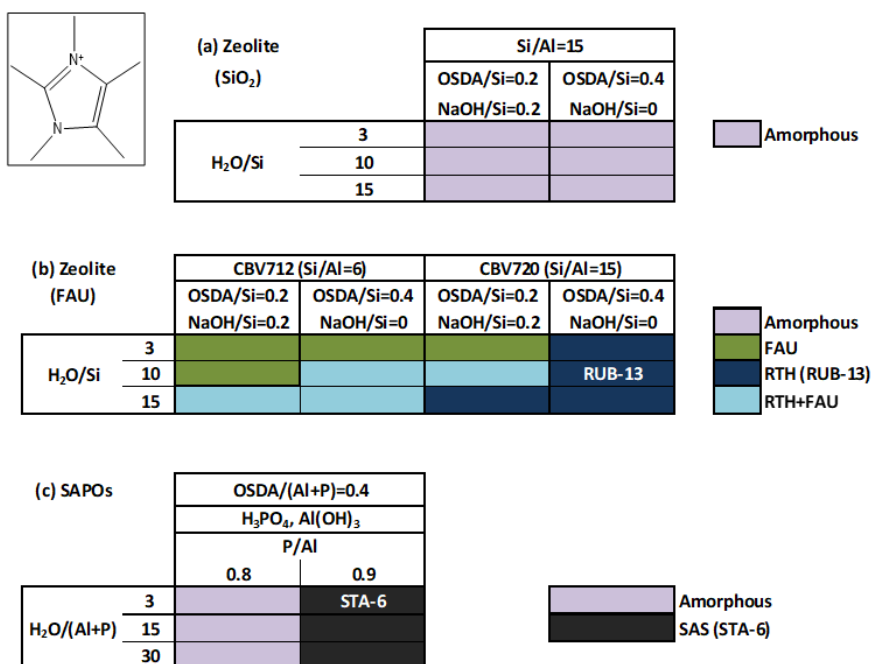 N+
N
(a) Zeolite
(SiO2)
Si/Al=15
OSDA/Si=0.2 OSDA/Si=0.4
NaOH/Si=0.2 NaOH/Si=0
H2O/Si
3
10
15
Amorphous
(b) Zeolite
(FAU)
CBV712 (Si/Al=6) CBV720 (Si/Al=15)
OSDA/Si=0.2 OSDA/Si=0.4 OSDA/Si=0.2 OSDA/Si=0.4
NaOH/Si=0.2 NaOH/Si=0 NaOH/Si=0.2 NaOH/Si=0
H2O/Si
3
10 RUB-13
15
Amorphous
FAU
RTH (RUB-13)
RTH+FAU
(c) SAPOs
OSDA/(Al+P)=0.4
H3PO4, Al(OH)3
P/Al
0.8 0.9
H2O/(Al+P)
3 STA-6
15
30
Amorphous
SAS (STA-6)